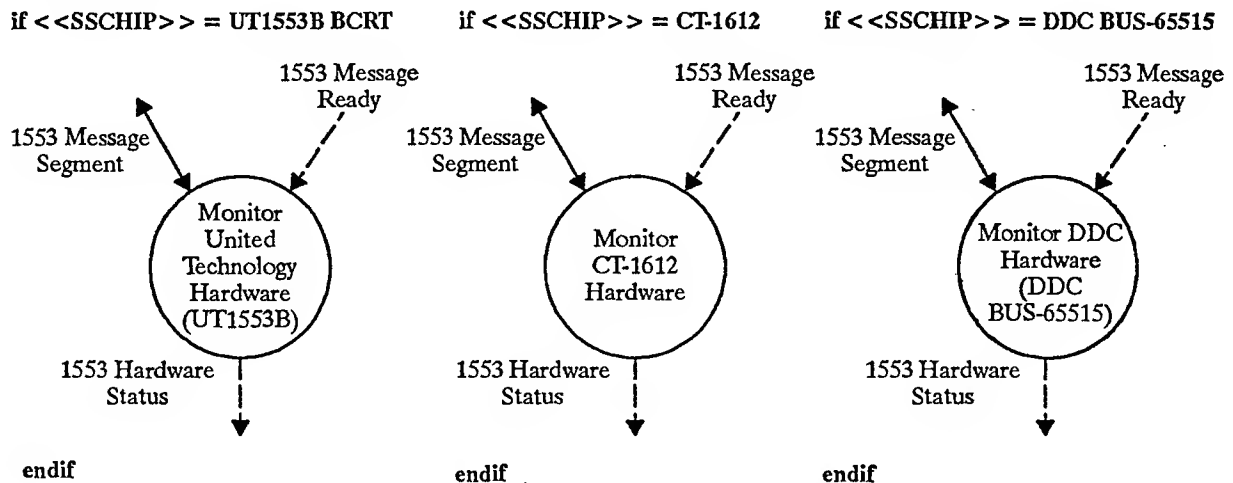 if <<SSCHIP>> = UT1553B BCRT
1553 Message
Ready
1553 Message
Segment
Monitor
United
Technology
Hardware
(UT1553B)
1553 Hardware
Status
endif
if <<SSCHIP>> = CT-1612
1553 Message
Ready
1553 Message
Segment
Monitor
CT-1612
Hardware
1553 Hardware
Status
endif
if <<SSCHIP>> = DDC BUS-65515
1553 Message
Ready
1553 Message
Segment
Monitor DDC
Hardware
(DDC
BUS-65515)
1553 Hardware
Status
endif